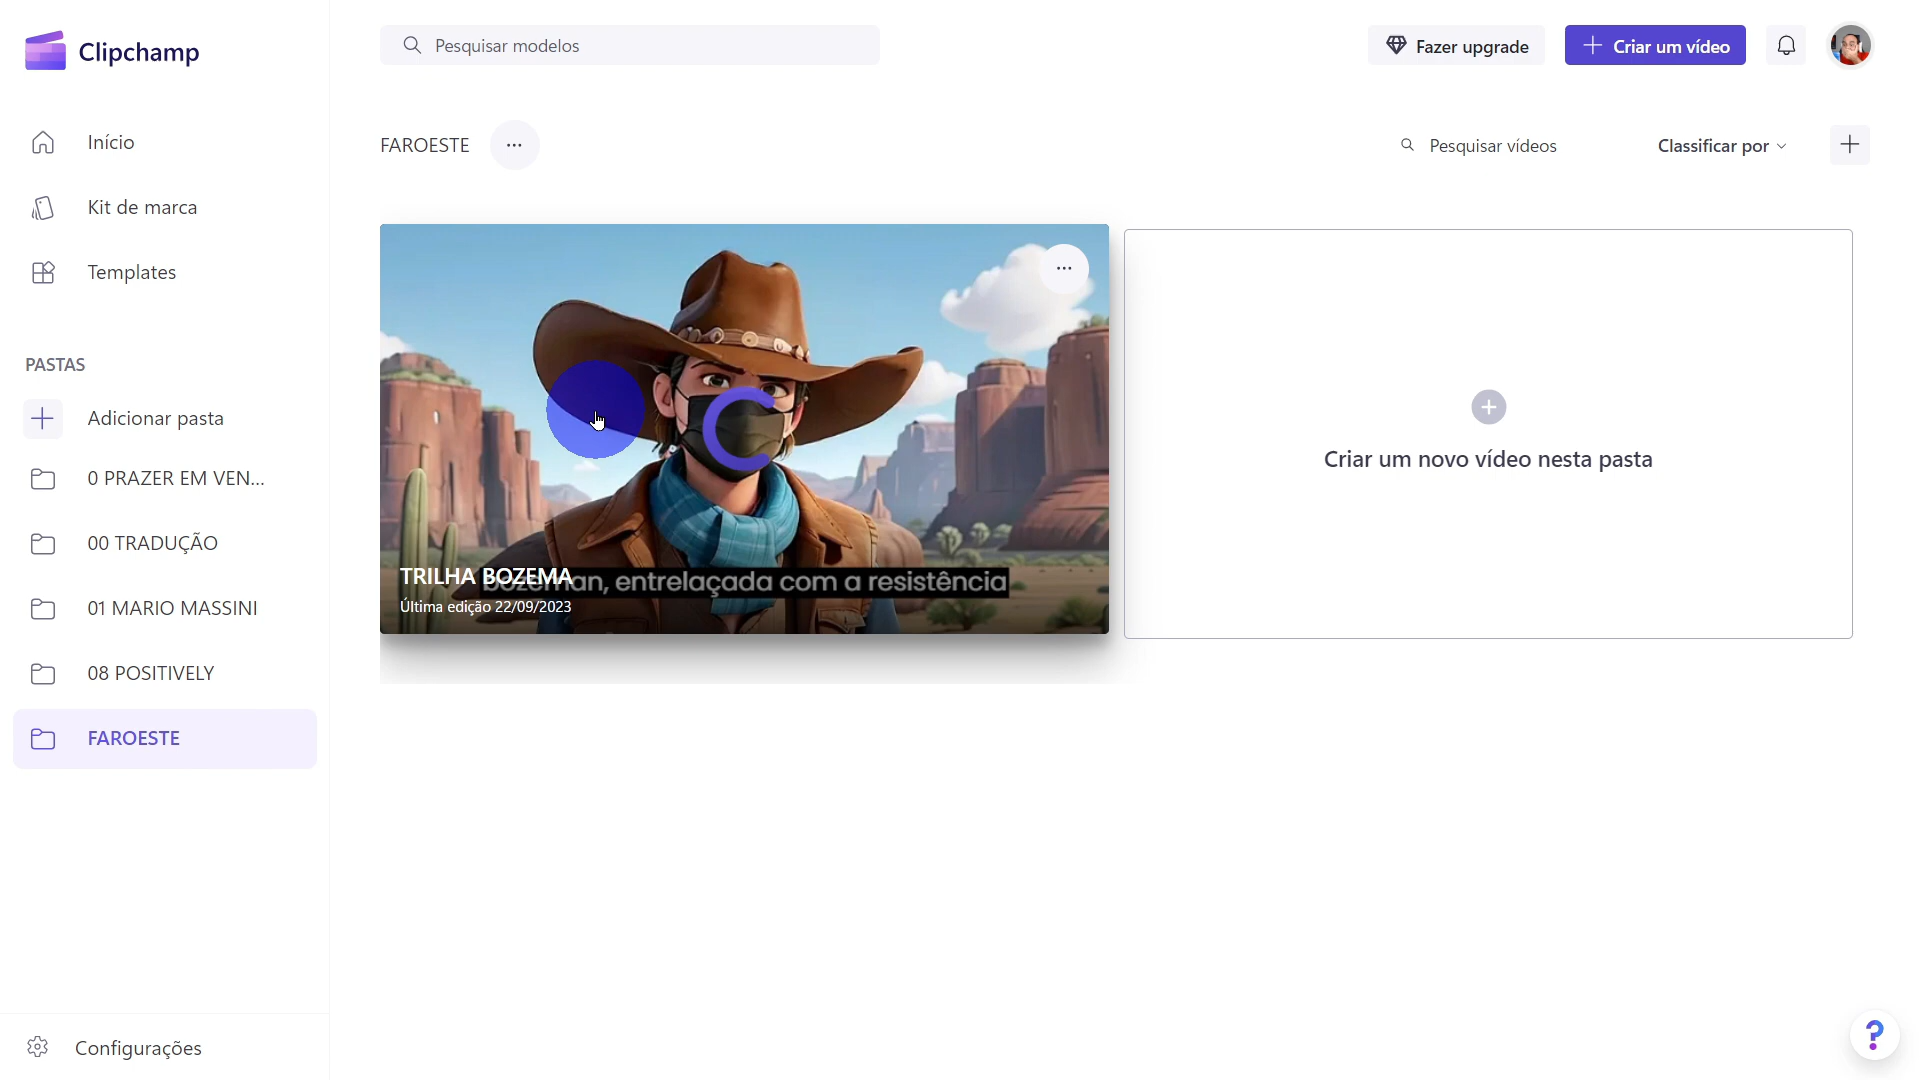 Clipchamp
Pesquisar modelos
Fazer upgrade
Criar um vídeo
Início
Kit de marca
Templates
PASTAS
Adicionar pasta
0 PRAZER EM VEN...
00 TRADUÇÃO
01 MARIO MASSINI
08 POSITIVELY
FAROESTE
Configurações
FAROESTE
Pesquisar vídeos
Classificar por
TRILHA BOZEMA
Bozeman, entrelaçada com a resistência
Última edição 22/09/2023
Criar um novo vídeo nesta pasta
?